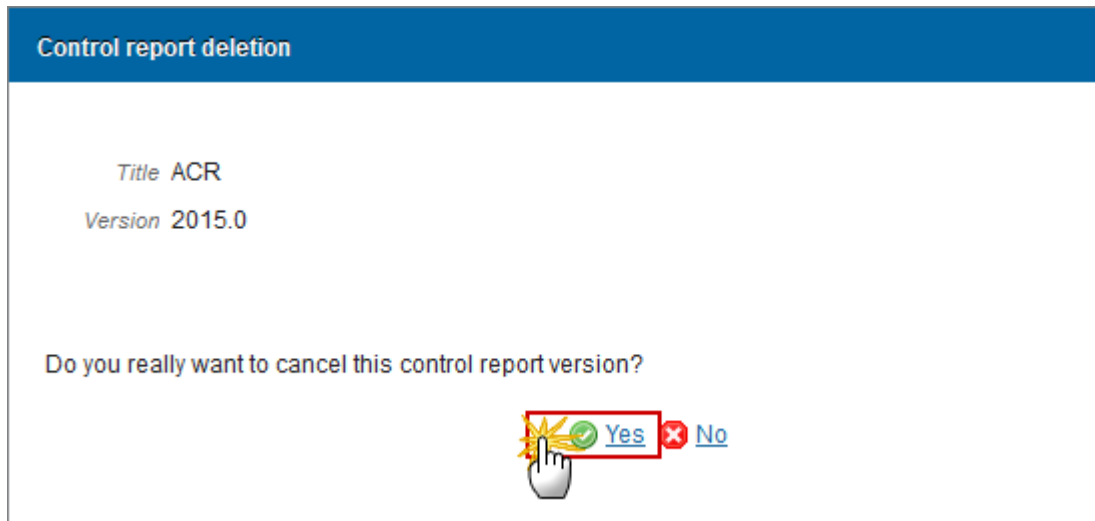 Control report deletion
Title ACR
Version 2015.0
Do you really want to cancel this control report version?
Yes No